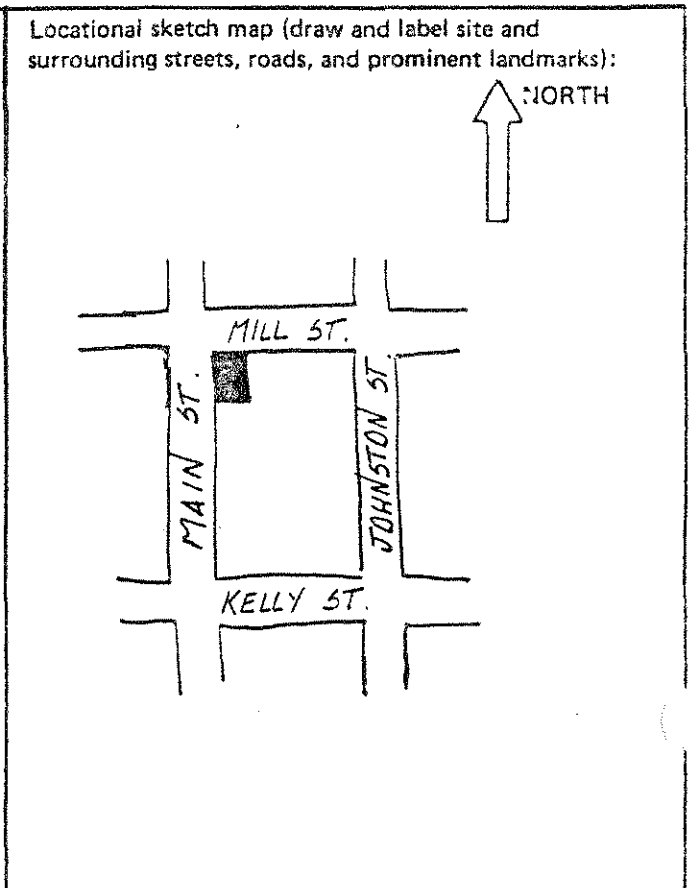 Locational sketch map (draw and label site and
surrounding streets, roads, and prominent landmarks):
NORTH
MILL ST.
MAIN ST.
JOHNSTON ST.
KELLY ST.